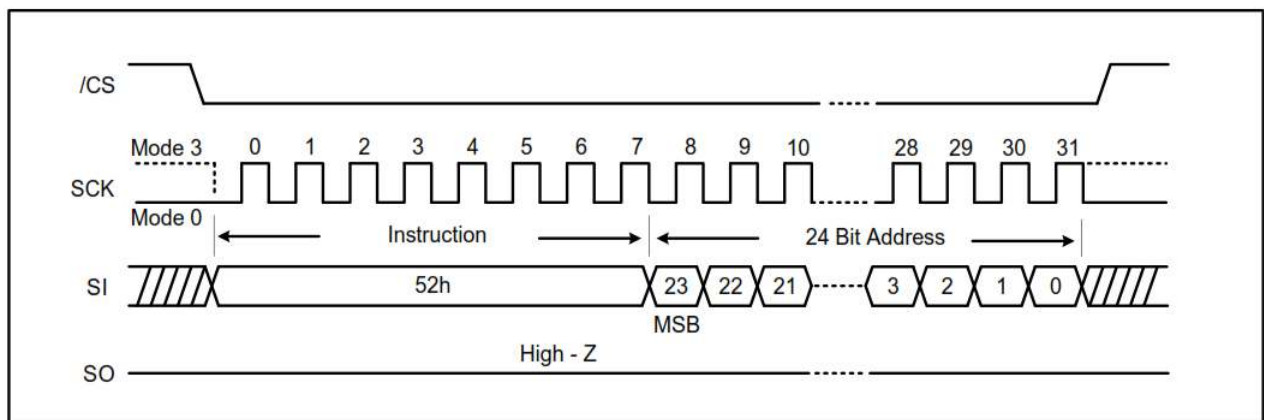 /CS
Mode 3 0 1 2 3 4 5 6 7 8 9 10 28 29 30 31
SCK
Mode 0
Instruction 24 Bit Address
SI 52h 23 22 21 3 2 1 0
MSB
High - Z
SO